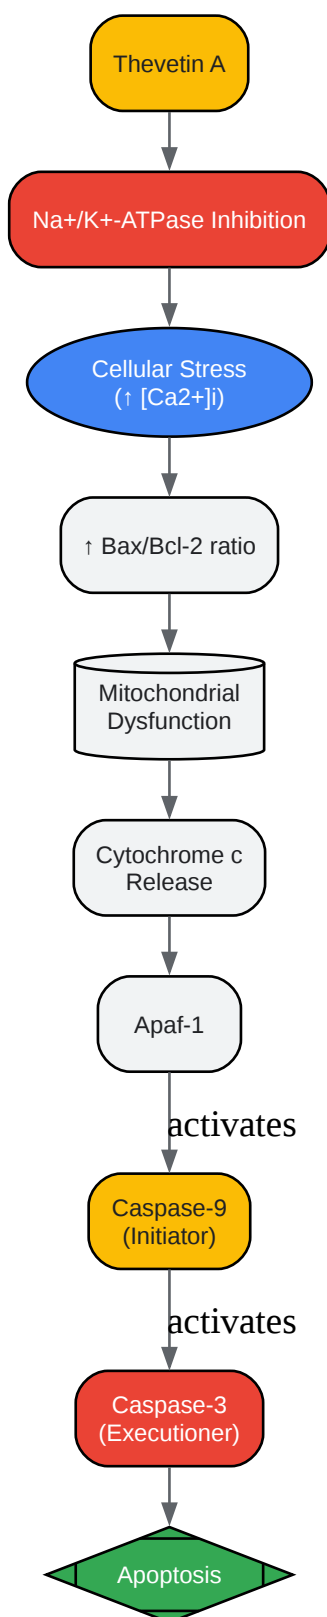 Thevetin A
Na+/K+-ATPase Inhibition
Cellular Stress
(↑ [Ca2+]i)
↑ Bax/Bcl-2 ratio
Mitochondrial
Dysfunction
Cytochrome c
Release
Apaf-1
activates
Caspase-9
(Initiator)
activates
Caspase-3
(Executioner)
Apoptosis